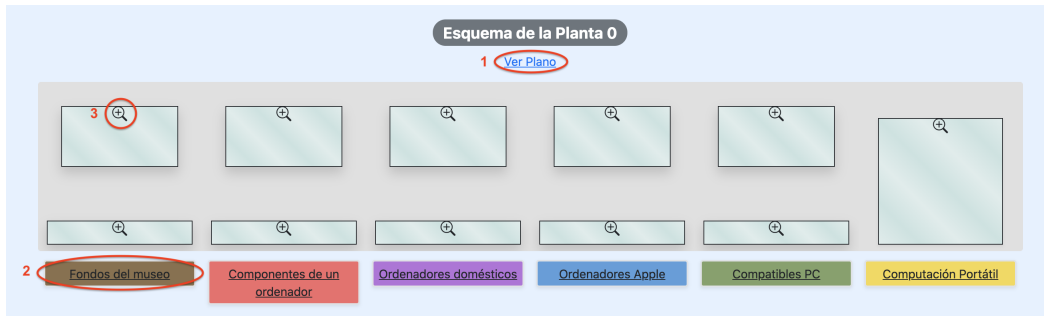 Esquema de la Planta 0
1 Ver Plano
3
2 Fondos del museo
Componentes de un
ordenador
Ordenadores domésticos
Ordenadores Apple
Compatibles PC
Computación Portátil